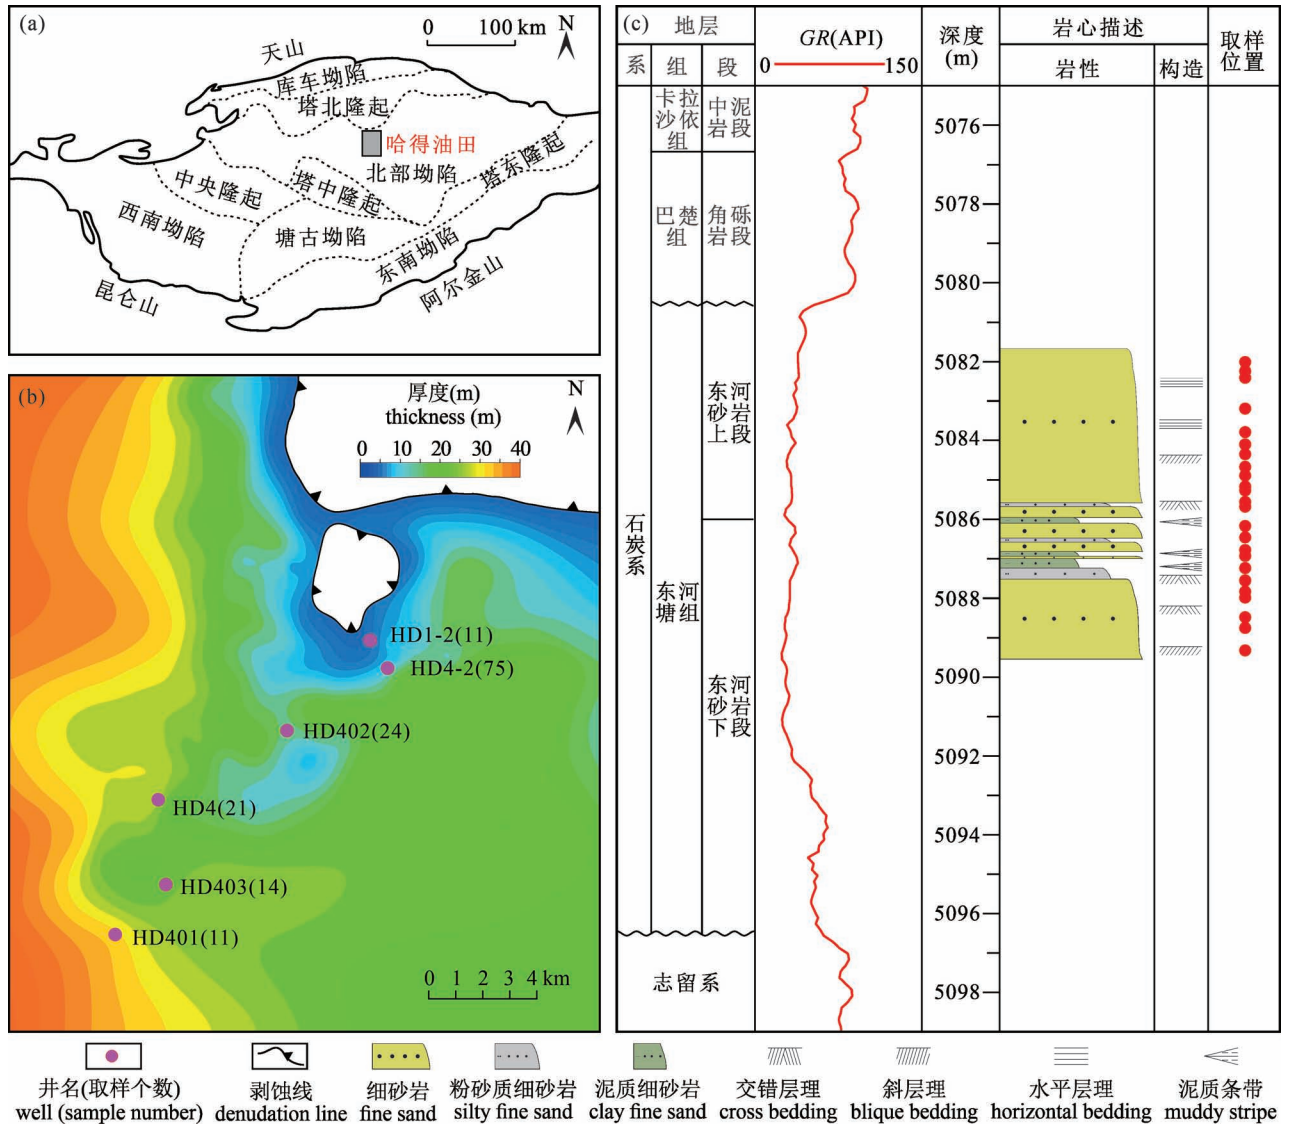 (a)
0 100 km
N
天山
库车坳陷
塔北隆起
哈得油田
北部坳陷
塔东隆起
中央隆起
塔中隆起
西南坳陷
塘古坳陷
东南坳陷
昆仑山
阿尔金山
(b)
厚度(m)
thickness (m)
0 10 20 30 40
N
HD1-2(11)
HD4-2(75)
HD402(24)
HD4(21)
HD403(14)
HD401(11)
0 1 2 3 4 km
(c)
地层
GR(API)
0 150
深度
(m)
岩心描述
取样
位置
系
组
段
岩性
构造
卡拉
沙依
组
中泥
岩段
巴楚
组
角砾
岩段
东河
砂岩
上段
石炭系
东河
塘组
东河
砂岩
下段
志留系
5076
5078
5080
5082
5084
5086
5088
5090
5092
5094
5096
5098
井名(取样个数)
well (sample number)
剥蚀线
denudation line
细砂岩
fine sand
粉砂质细砂岩
silty fine sand
泥质细砂岩
clay fine sand
交错层理
cross bedding
斜层理
blique bedding
水平层理
horizontal bedding
泥质条带
muddy stripe